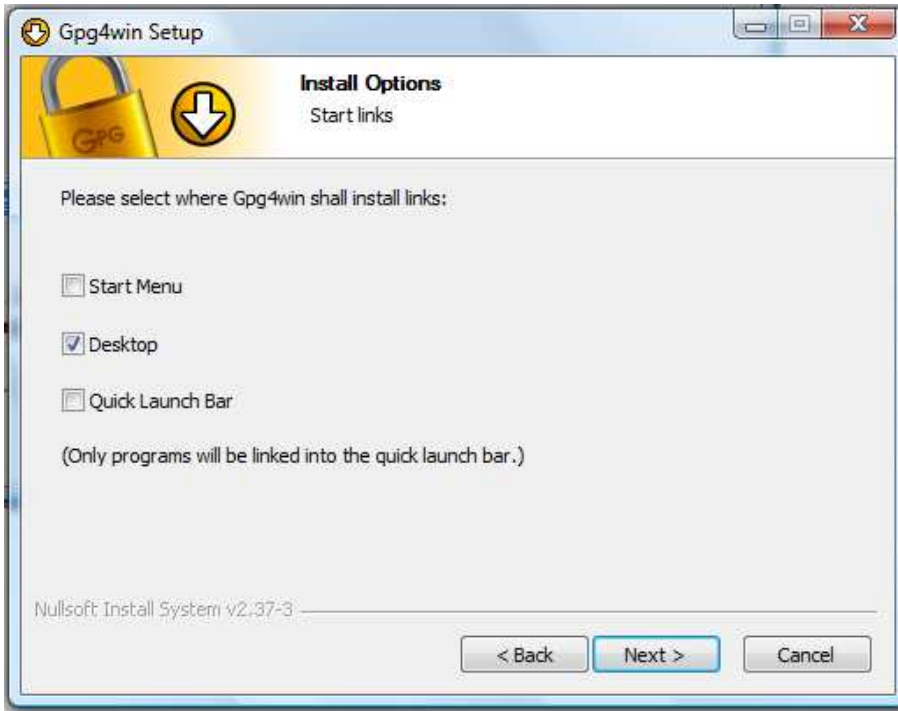 Gpg4win Setup
Install Options
Start links
GPG
Please select where Gpg4win shall install links:
Start Menu
Desktop
Quick Launch Bar
(Only programs will be linked into the quick launch bar.)
Nullsoft Install System v2.37-3
< Back Next > Cancel